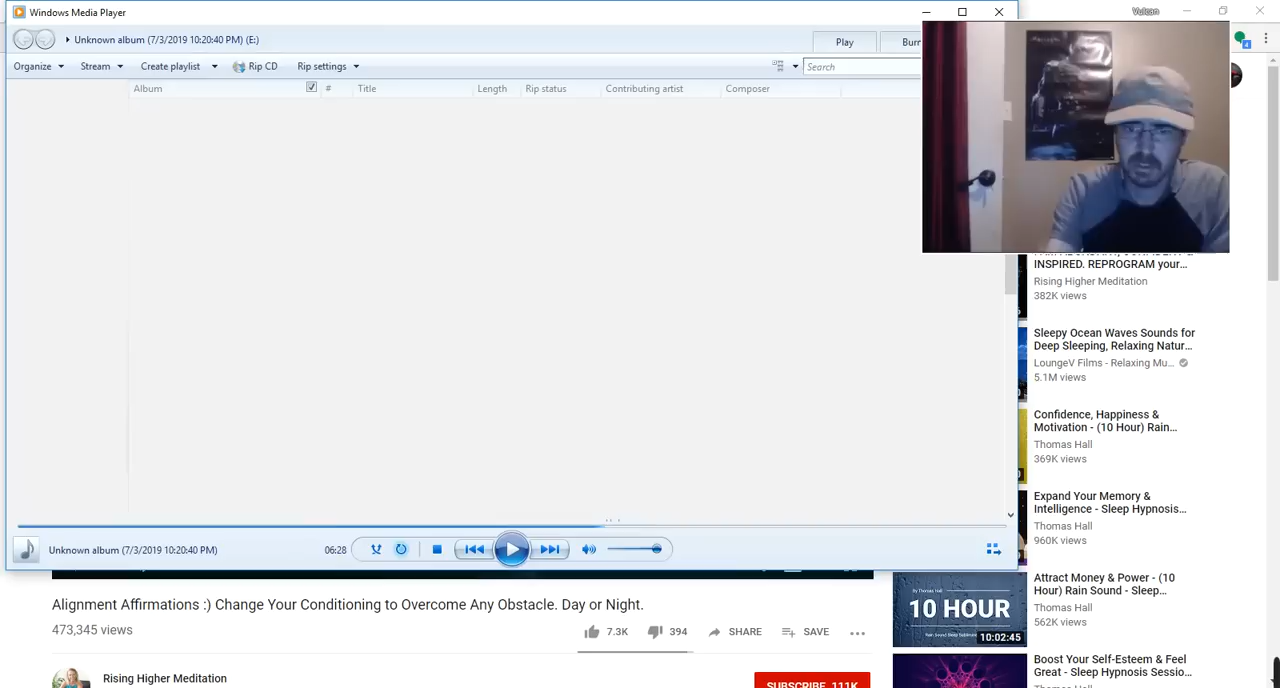 Windows Media Player
Vulcan
Unknown album (7/3/2019 10:20:40 PM) (E:)
Play
Burn
Organize Stream Create playlist Rip CD Rip settings Search
Album # Title Length Rip status Contributing artist Composer
INSPIRED. REPROGRAM your...
Rising Higher Meditation
382K views
Sleepy Ocean Waves Sounds for
Deep Sleeping, Relaxing Natur...
LoungeV Films - Relaxing Mu...
5.1M views
Confidence, Happiness &
Motivation - (10 Hour) Rain...
Thomas Hall
369K views
Expand Your Memory &
Intelligence - Sleep Hypnosis...
Thomas Hall
960K views
Unknown album (7/3/2019 10:20:40 PM) 06:28
Alignment Affirmations :) Change Your Conditioning to Overcome Any Obstacle. Day or Night.
473,345 views
7.3K 394 SHARE SAVE
Rising Higher Meditation
SUBSCRIBE 111K
By Thomas Hall
10 HOUR
10:02:45
Attract Money & Power - (10
Hour) Rain Sound - Sleep...
Thomas Hall
562K views
Boost Your Self-Esteem & Feel
Great - Sleep Hypnosis Sessio...
Thomas Hall